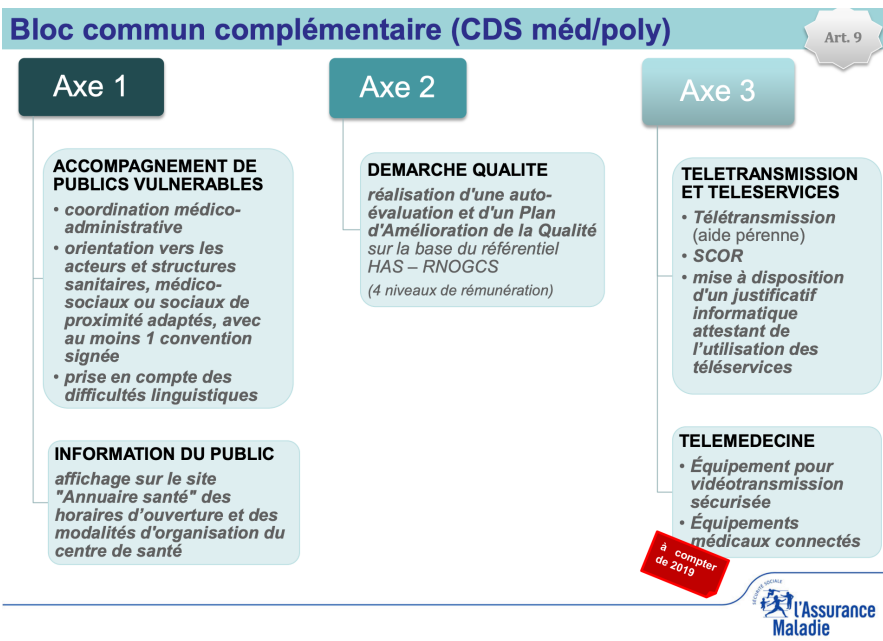 Bloc commun complémentaire (CDS méd/poly)
Art. 9
Axe 1
ACCOMPAGNEMENT DE
PUBLICS VULNERABLES
• coordination médico-
administrative
• orientation vers les
acteurs et structures
sanitaires, médico-
sociaux ou sociaux de
proximité adaptés, avec
au moins 1 convention
signée
• prise en compte des
difficultés linguistiques
INFORMATION DU PUBLIC
affichage sur le site
"Annuaire santé" des
horaires d’ouverture et des
modalités d'organisation du
centre de santé
Axe 2
DEMARCHE QUALITE
réalisation d'une auto-
évaluation et d'un Plan
d'Amélioration de la Qualité
sur la base du référentiel
HAS – RNOGCS
(4 niveaux de rémunération)
Axe 3
TELETRANSMISSION
ET TELESERVICES
• Télétransmission
(aide pérenne)
• SCOR
• mise à disposition
d'un justificatif
informatique
attestant de
l’utilisation des
téléservices
TELEMEDECINE
• Équipement pour
vidéotransmission
sécurisée
• Équipements
médicaux connectés
à compter
de 2019
SÉCURITÉ SOCIALE
l'Assurance
Maladie